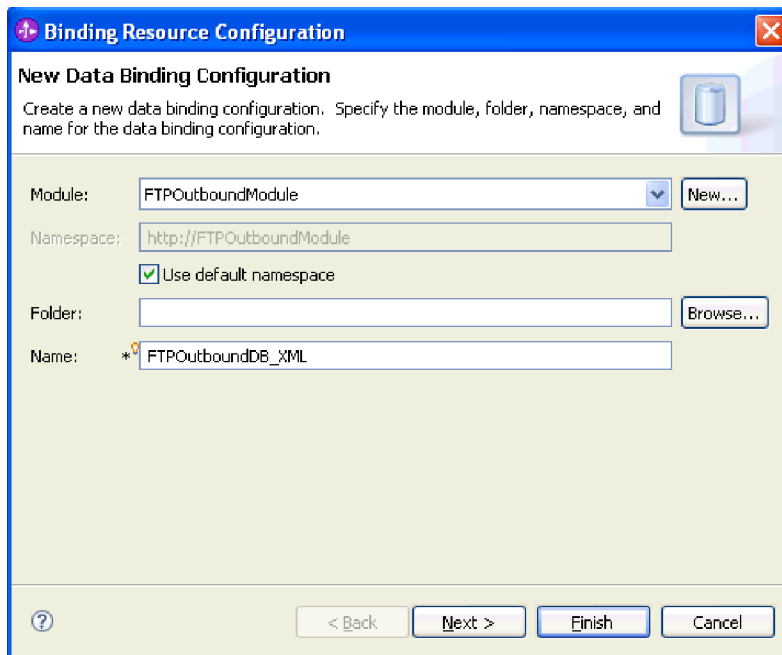 Binding Resource Configuration
New Data Binding Configuration
Create a new data binding configuration. Specify the module, folder, namespace, and
name for the data binding configuration.
Module: FTPOutboundModule New...
Namespace: http://FTPOutboundModule
Use default namespace
Folder: Browse...
Name: * FTPOutboundDB_XML
? < Back Next > Finish Cancel